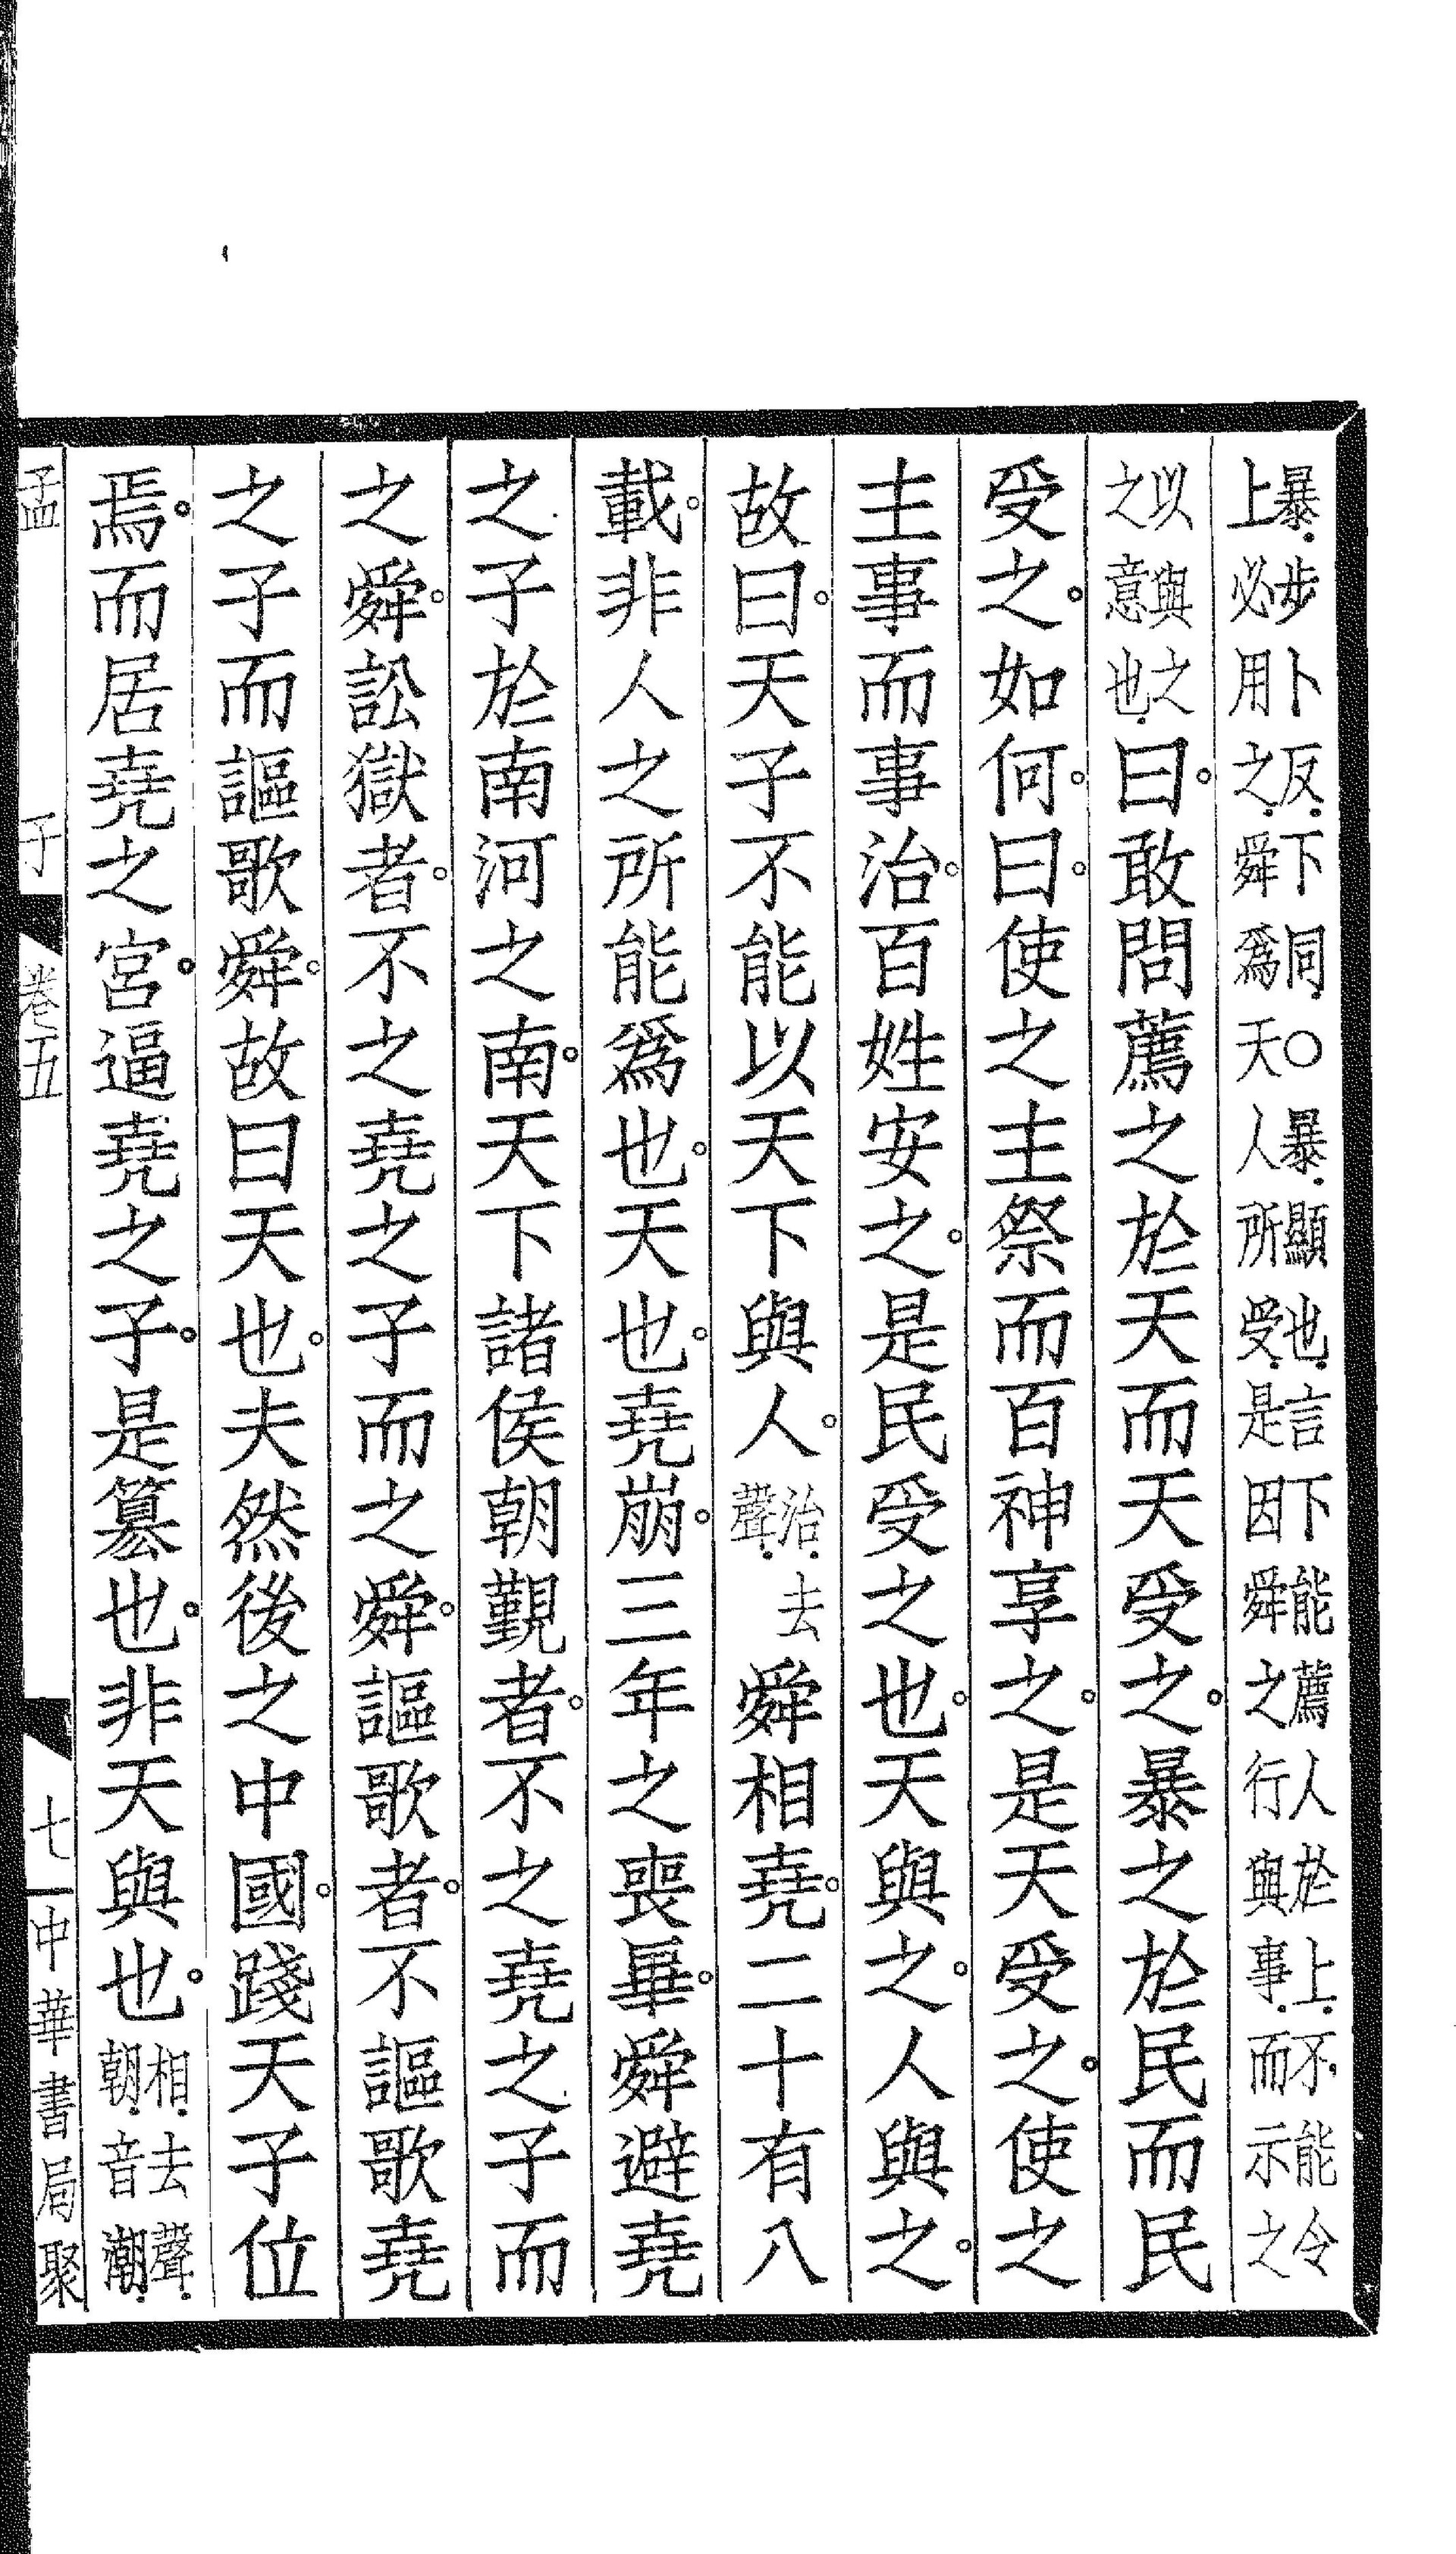 暴步卜反下同○暴顯也言下能薦人於上不能令
上必用之舜爲天人所受是因舜之行與事而示之
以與之
之意也曰敢問薦之於天而天受之暴之於民而民
受之如何曰使之主祭而百神享之是天受之使之
主事而事治百姓安之是民受之也天與之人與之
故曰天子不能以天下與人治去聲舜相堯二十有八
載非人之所能爲也天也堯崩三年之喪畢舜避堯
之子於南河之南天下諸侯朝覲者不之堯之子而
之舜訟獄者不之堯之子而之舜謳歌者不謳歌堯
之子而謳歌舜故曰天也夫然後之中國踐天子位
焉而居堯之宮逼堯之子是簒也非天與也相去聲
朝音潮
孟子 卷五 七 中華書局聚